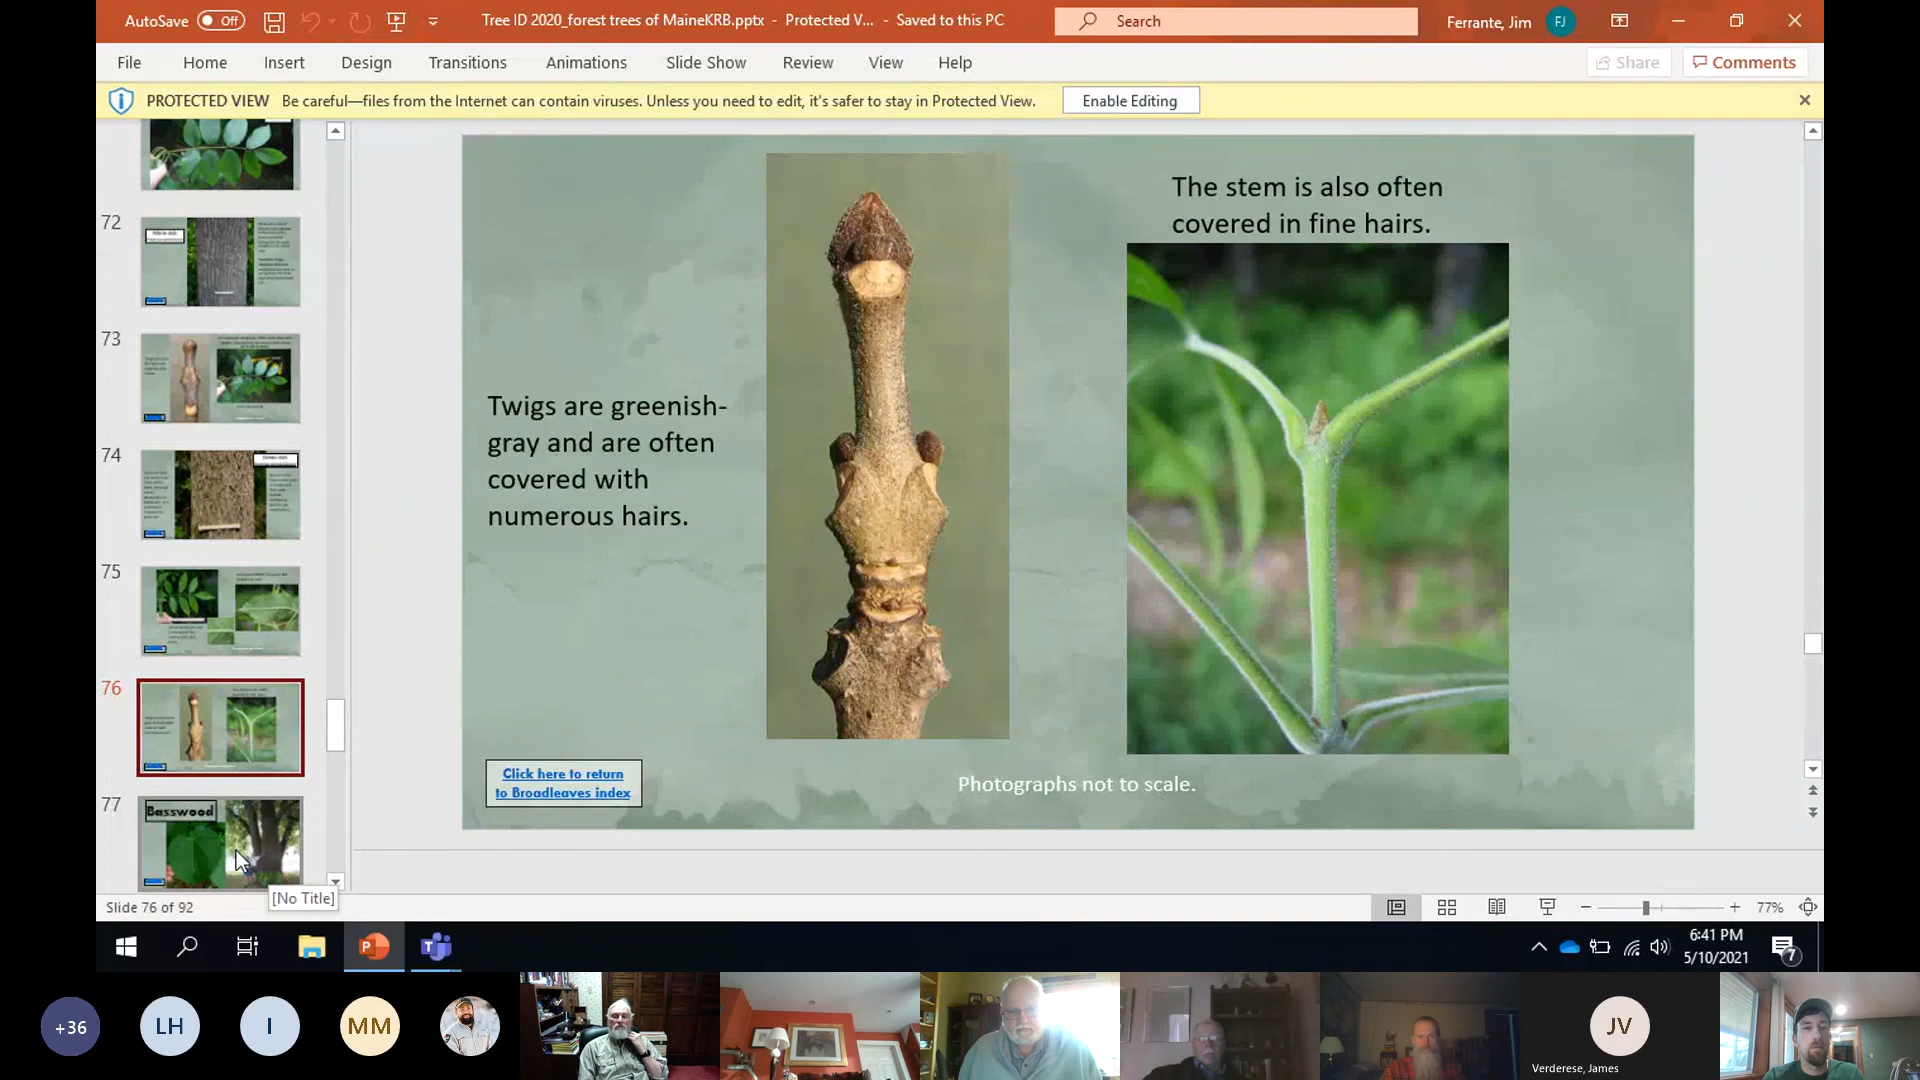 AutoSave Off Tree ID 2020_forest trees of MaineKRB.pptx - Protected V... - Saved to this PC Search Ferrante, Jim FJ
File Home Insert Design Transitions Animations Slide Show Review View Help Share Comments
PROTECTED VIEW Be careful—files from the Internet can contain viruses. Unless you need to edit, it's safer to stay in Protected View. Enable Editing
72
73
74
75
76
77
Basswood
[No Title]
The stem is also often
covered in fine hairs.
Twigs are greenish-
gray and are often
covered with
numerous hairs.
Click here to return
to Broadleaves index
Photographs not to scale.
Slide 76 of 92
77%
6:41 PM
5/10/2021
7
+36 LH I MM JV
Verderese, James